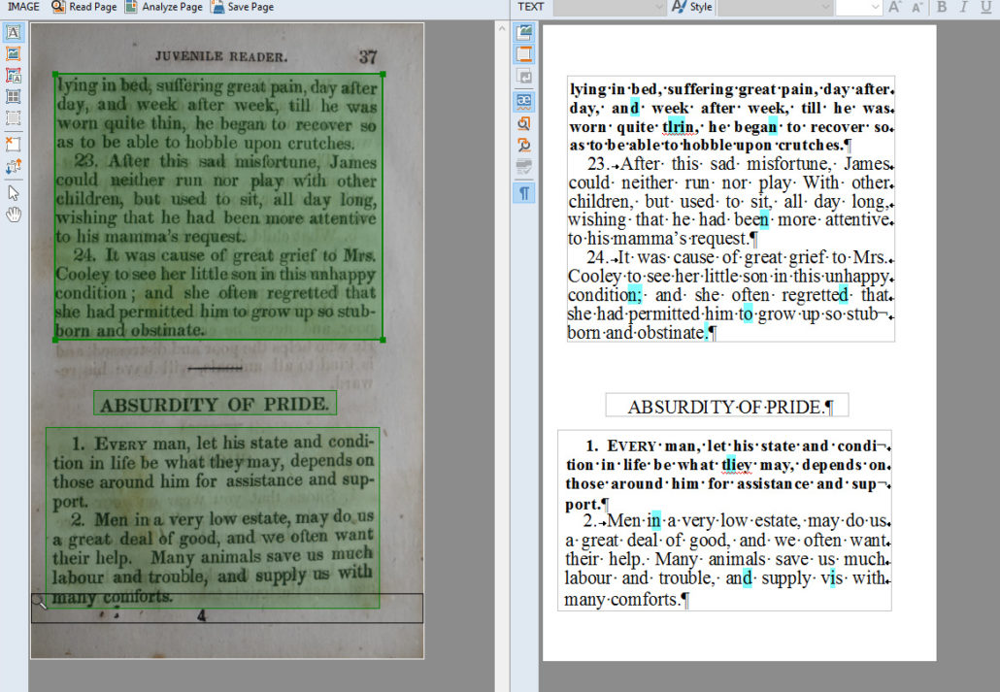 IMAGE Read Page Analyze Page Save Page
JUVENILE READER. 37
lying in bed, suffering great pain, day after
day, and week after week, till he was
worn quite thin, he began to recover so
as to be able to hobble upon crutches.
23. After this sad misfortune, James
could neither run nor play with other
children, but used to sit, all day long,
wishing that he had been more attentive
to his mamma's request.
24. It was cause of great grief to Mrs.
Cooley to see her little son in this unhappy
condition; and she often regretted that
she had permitted him to grow up so stub-
born and obstinate.
ABSURDITY OF PRIDE.
1. EVERY man, let his state and condi-
tion in life be what they may, depends on
those around him for assistance and sup-
port.
2. Men in a very low estate, may do us
a great deal of good, and we often want
their help. Many animals save us much
labour and trouble, and supply us with
many comforts.
4
TEXT Style B I U
lying in bed, suffering great pain, day after
day, and week after week, till he was
worn quite tlrin, he began to recover so
as to be able to hobble upon crutches.¶
23. After this sad misfortune, James
could neither run nor play With other
children, but used to sit, all day long,
wishing that he had been more attentive
to his mamma's request.¶
24. It was cause of great grief to Mrs.
Cooley to see her little son in this unhappy
condition; and she often regretted that
she had permitted him to grow up so stub¬
born and obstinate.¶
ABSURDITY OF PRIDE.¶
1. EVERY man, let his state and condi¬
tion in life be what tliey may, depends on
those around him for assistance and sup¬
port.¶
2. Men in a very low estate, may do us
a great deal of good, and we often want
their help. Many animals save us much
labour and trouble, and supply vis with
many comforts.¶